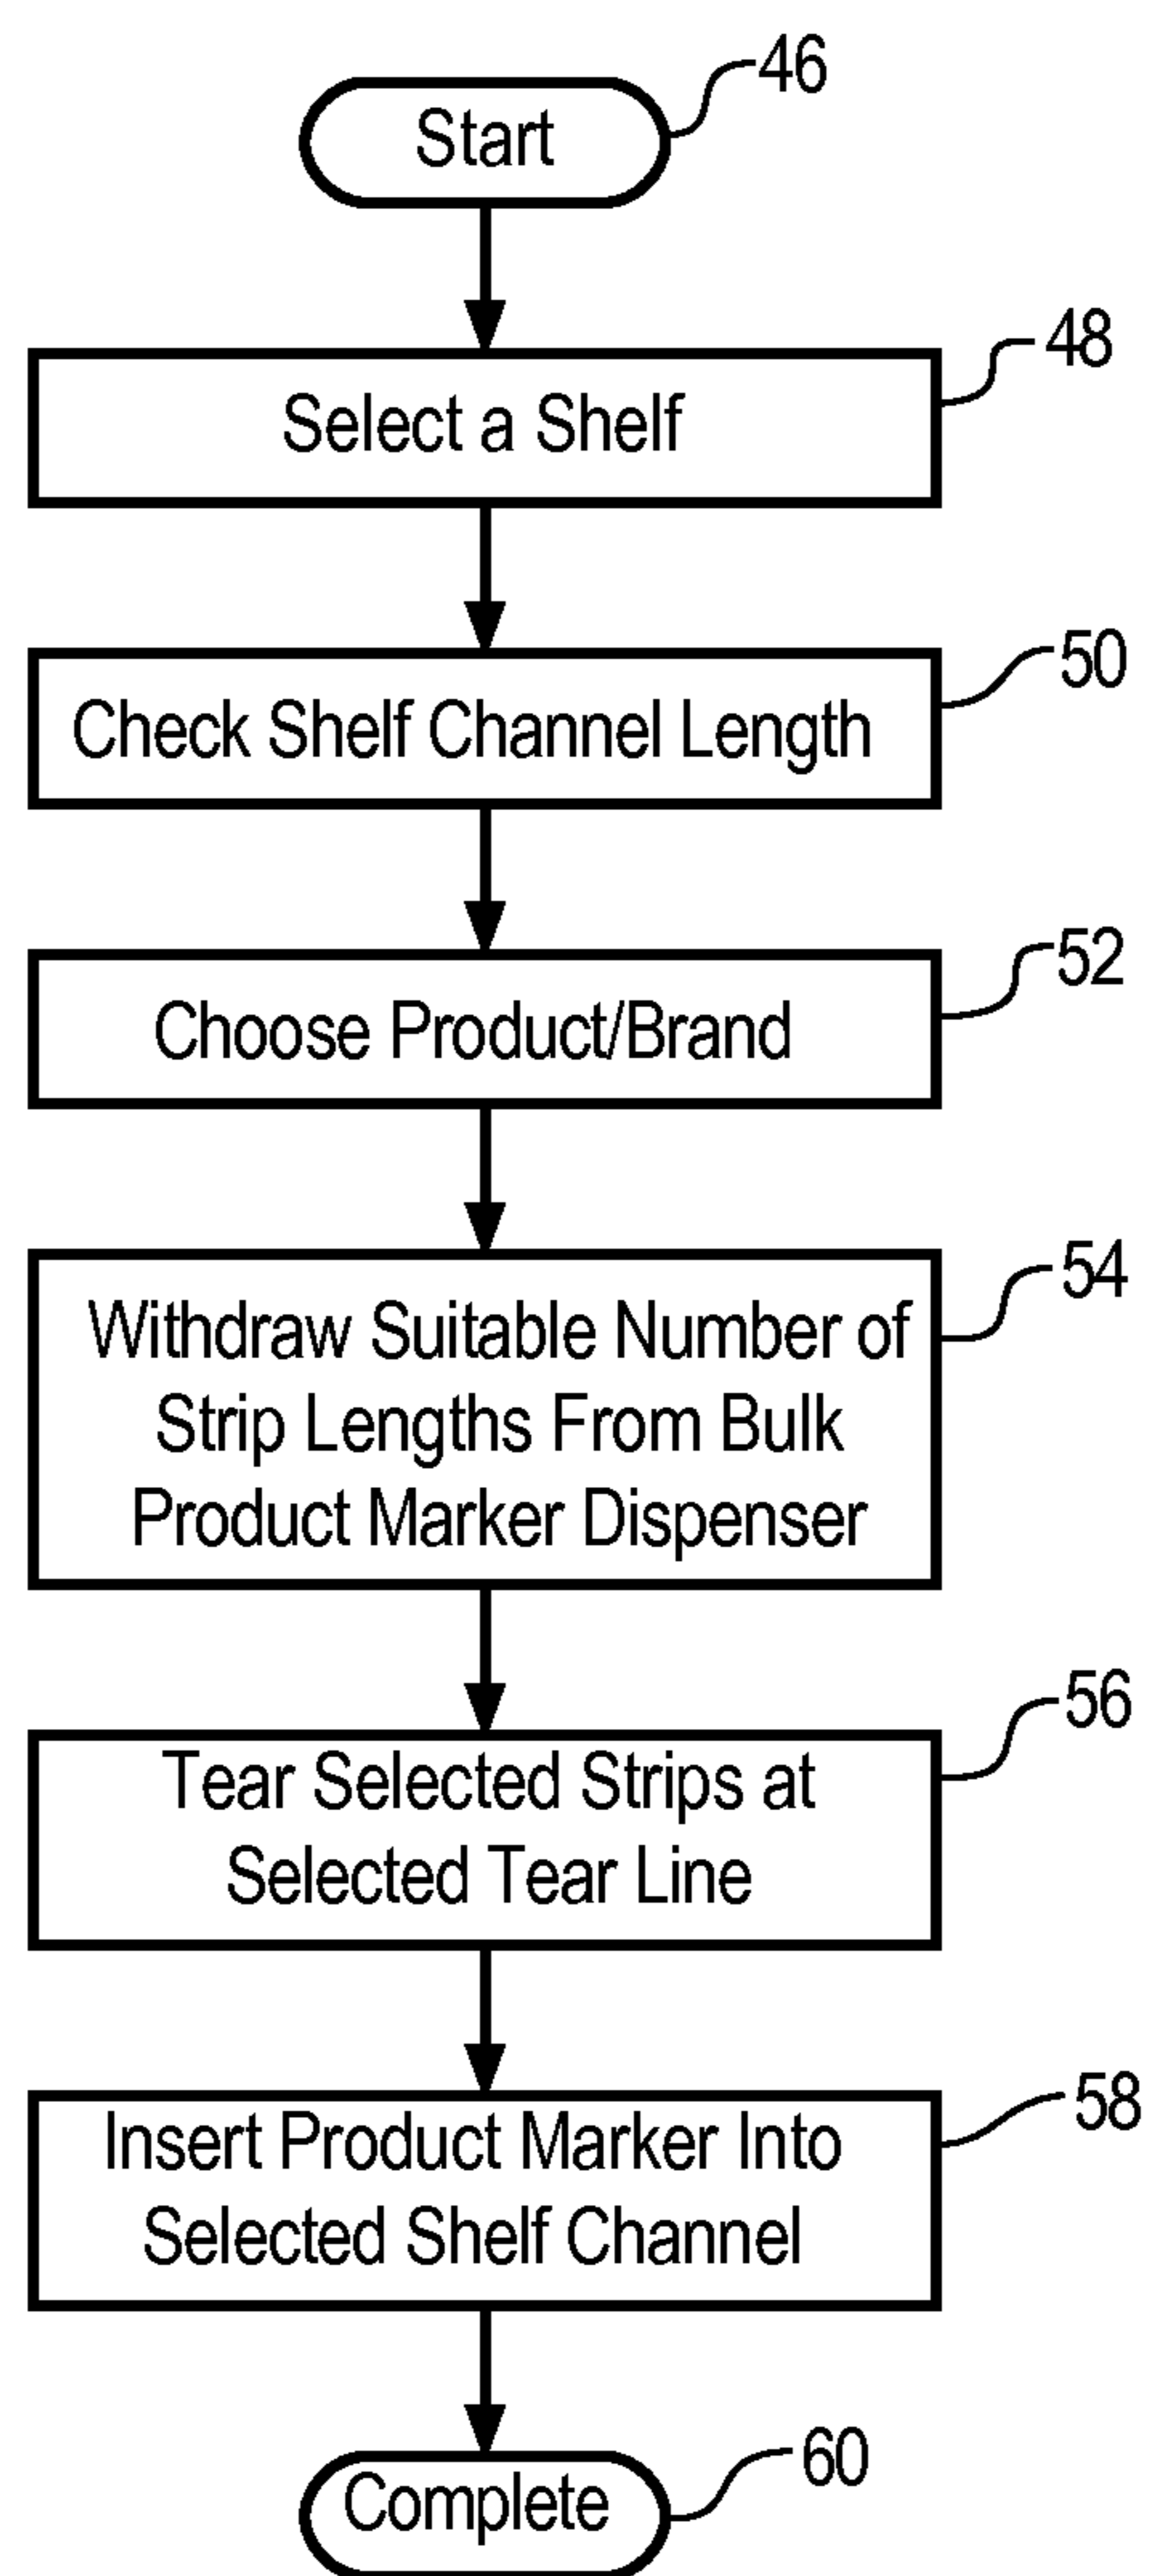 Start
46
Select a Shelf
48
Check Shelf Channel Length
50
Choose Product/Brand
52
Withdraw Suitable Number of
Strip Lengths From Bulk
Product Marker Dispenser
54
Tear Selected Strips at
Selected Tear Line
56
Insert Product Marker Into
Selected Shelf Channel
58
Complete
60